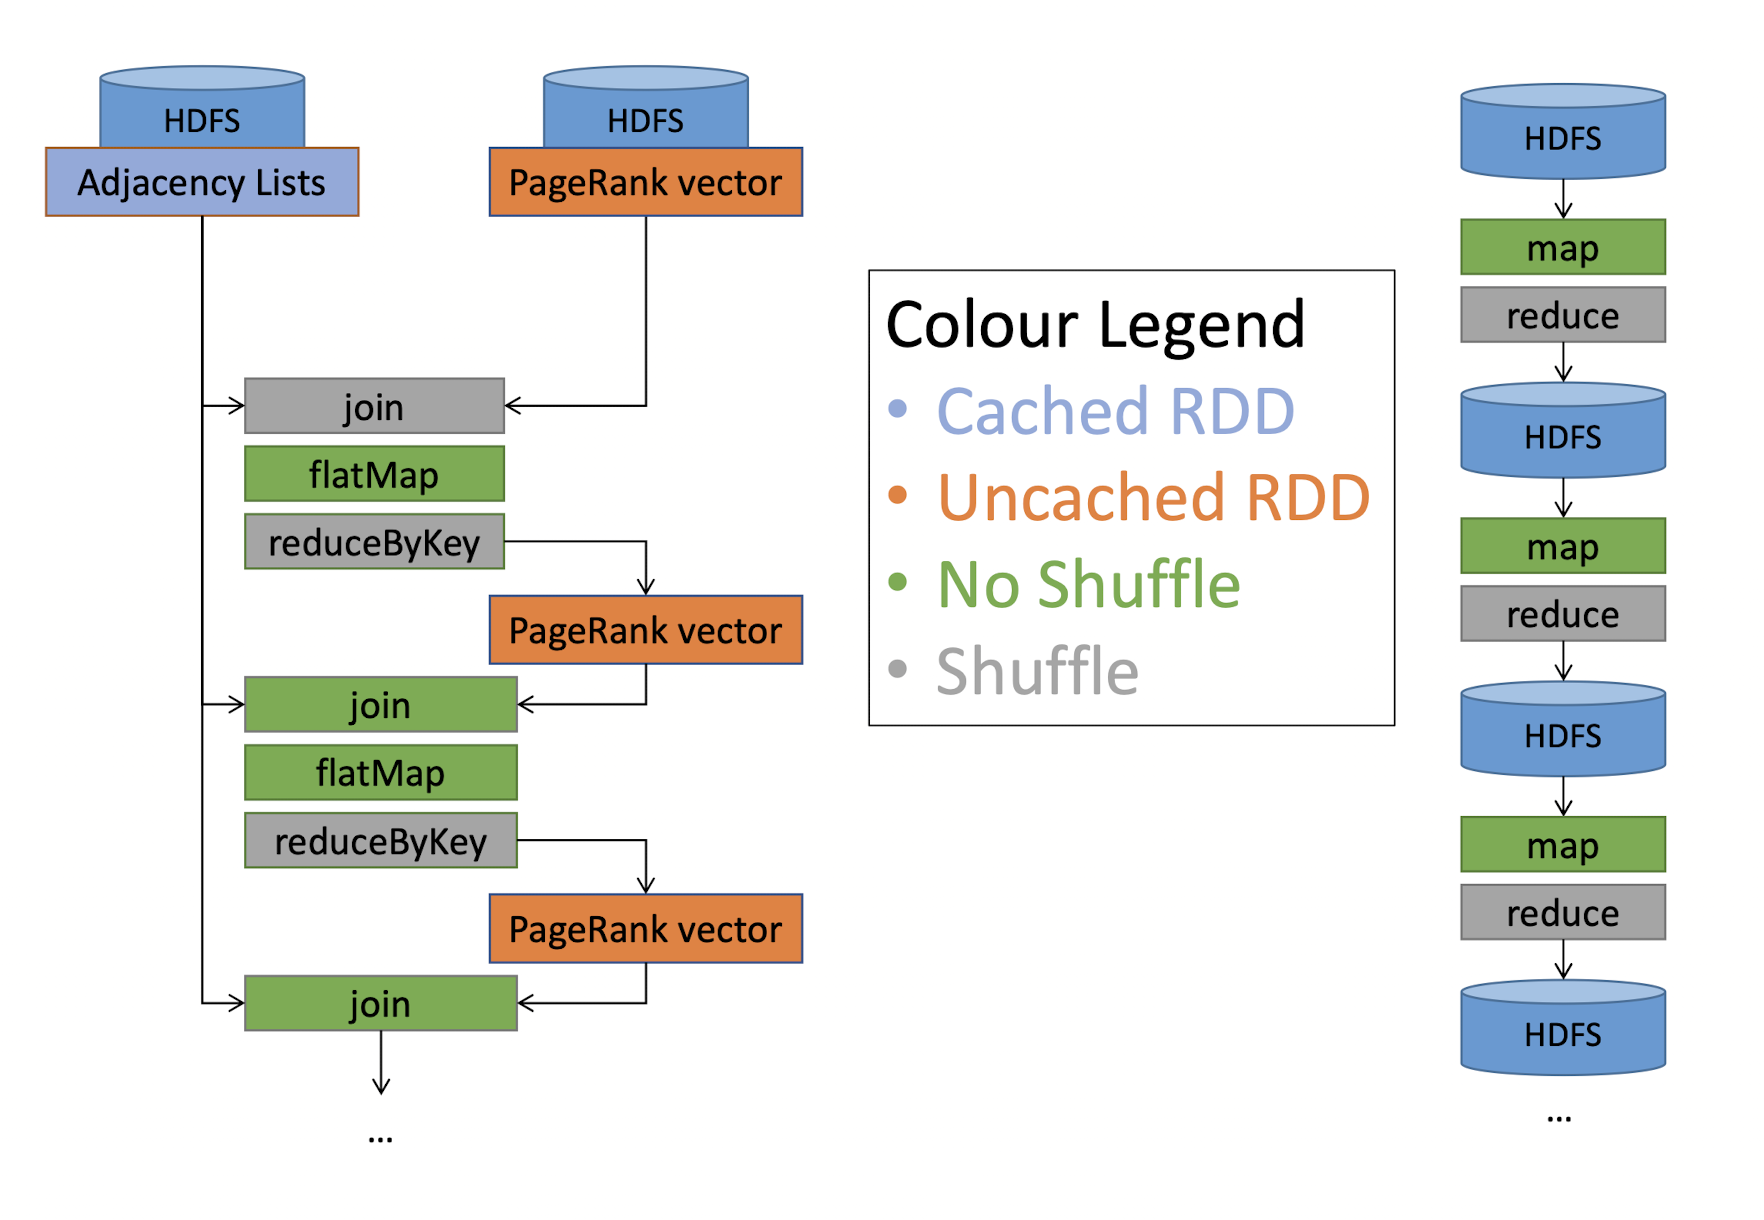 HDFS
Adjacency Lists
HDFS
PageRank vector
join
flatMap
reduceByKey
PageRank vector
join
flatMap
reduceByKey
PageRank vector
join
...
Colour Legend
• Cached RDD
• Uncached RDD
• No Shuffle
• Shuffle
HDFS
map
reduce
HDFS
map
reduce
HDFS
map
reduce
HDFS
...